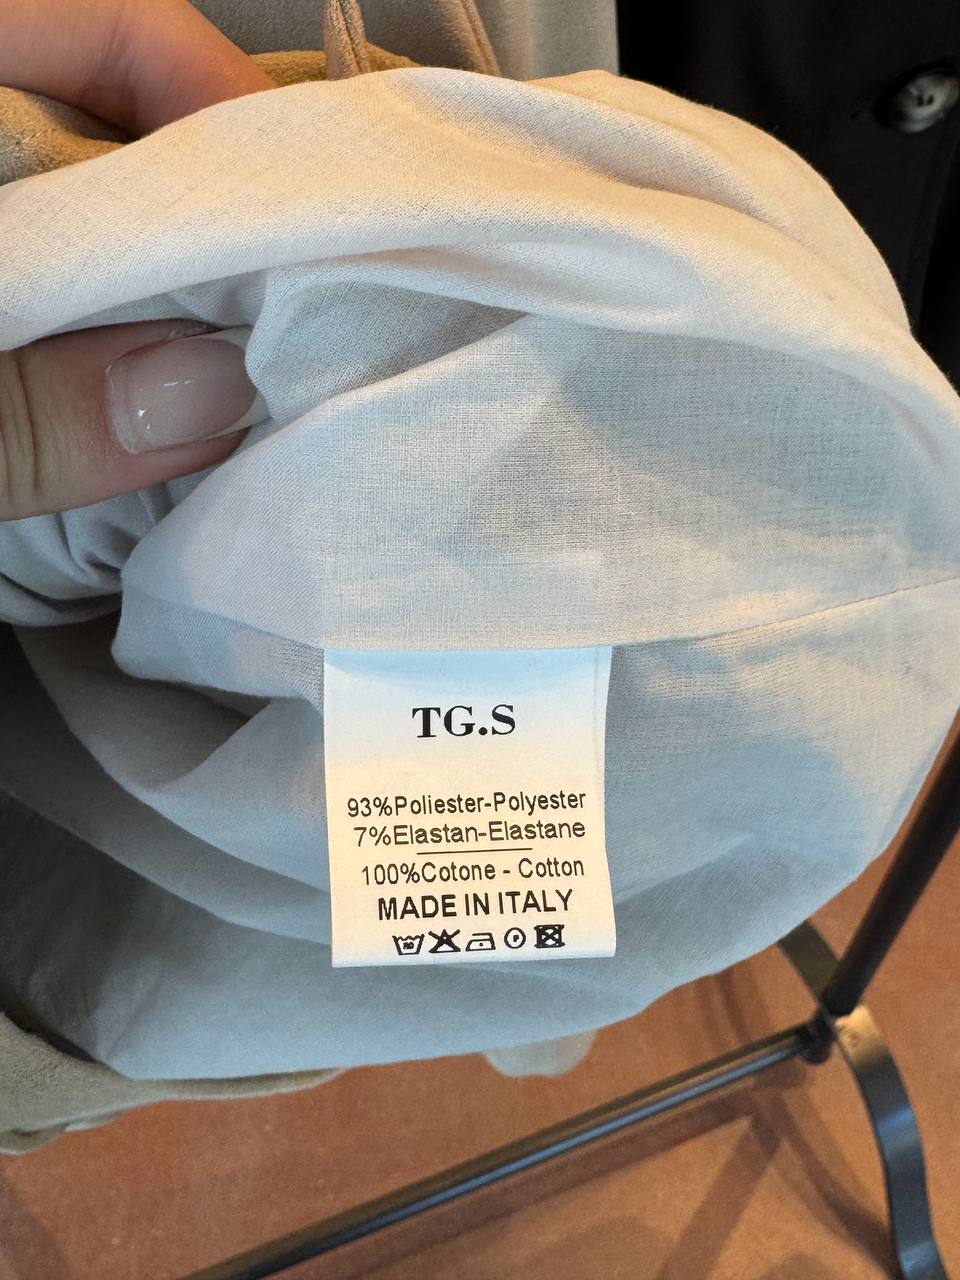 TG.S
93%Poliester-Polyester
7%Elastan-Elastane
100%Cotone - Cotton
MADE IN ITALY